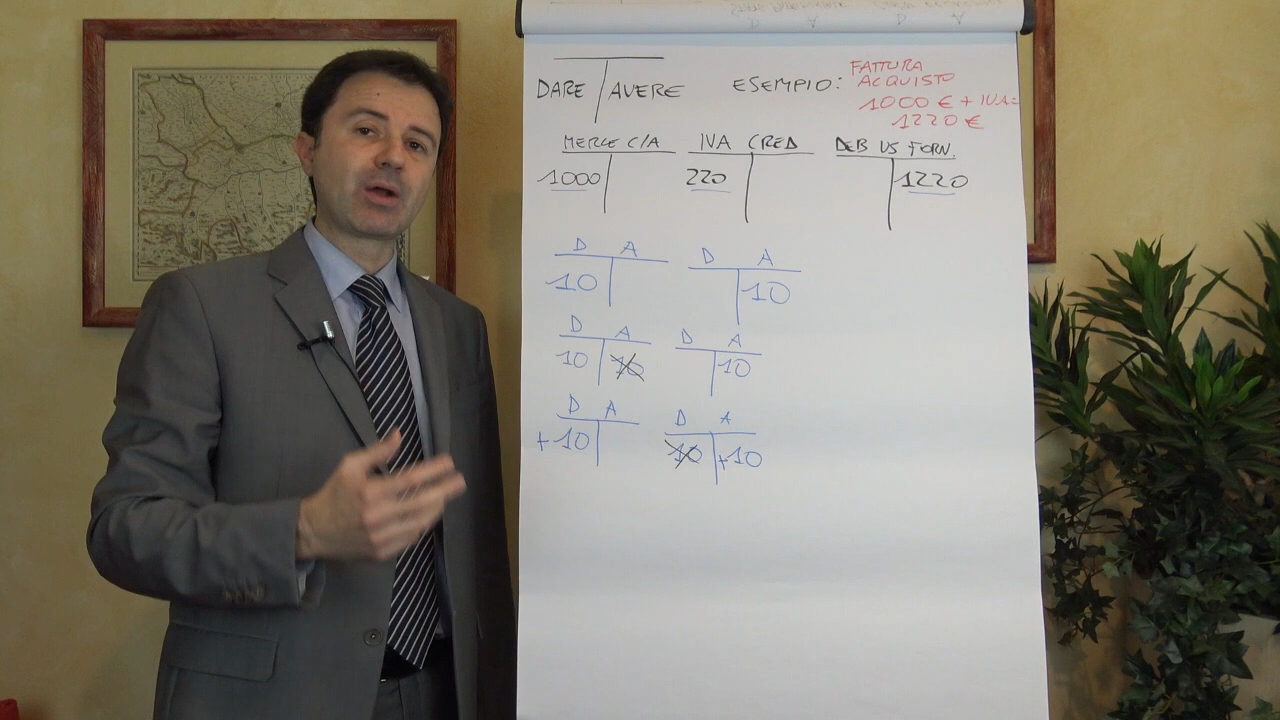 DARE AVERE ESEMPIO: FATTURA
ACQUISTO
1000 € + IVA =
1220 €
MERCE C/A IVA CRED DEB VS FORN.
1000 220 1220
D A D A
10 10
D A D A
10 10 10
D A D A
+10 10 +10